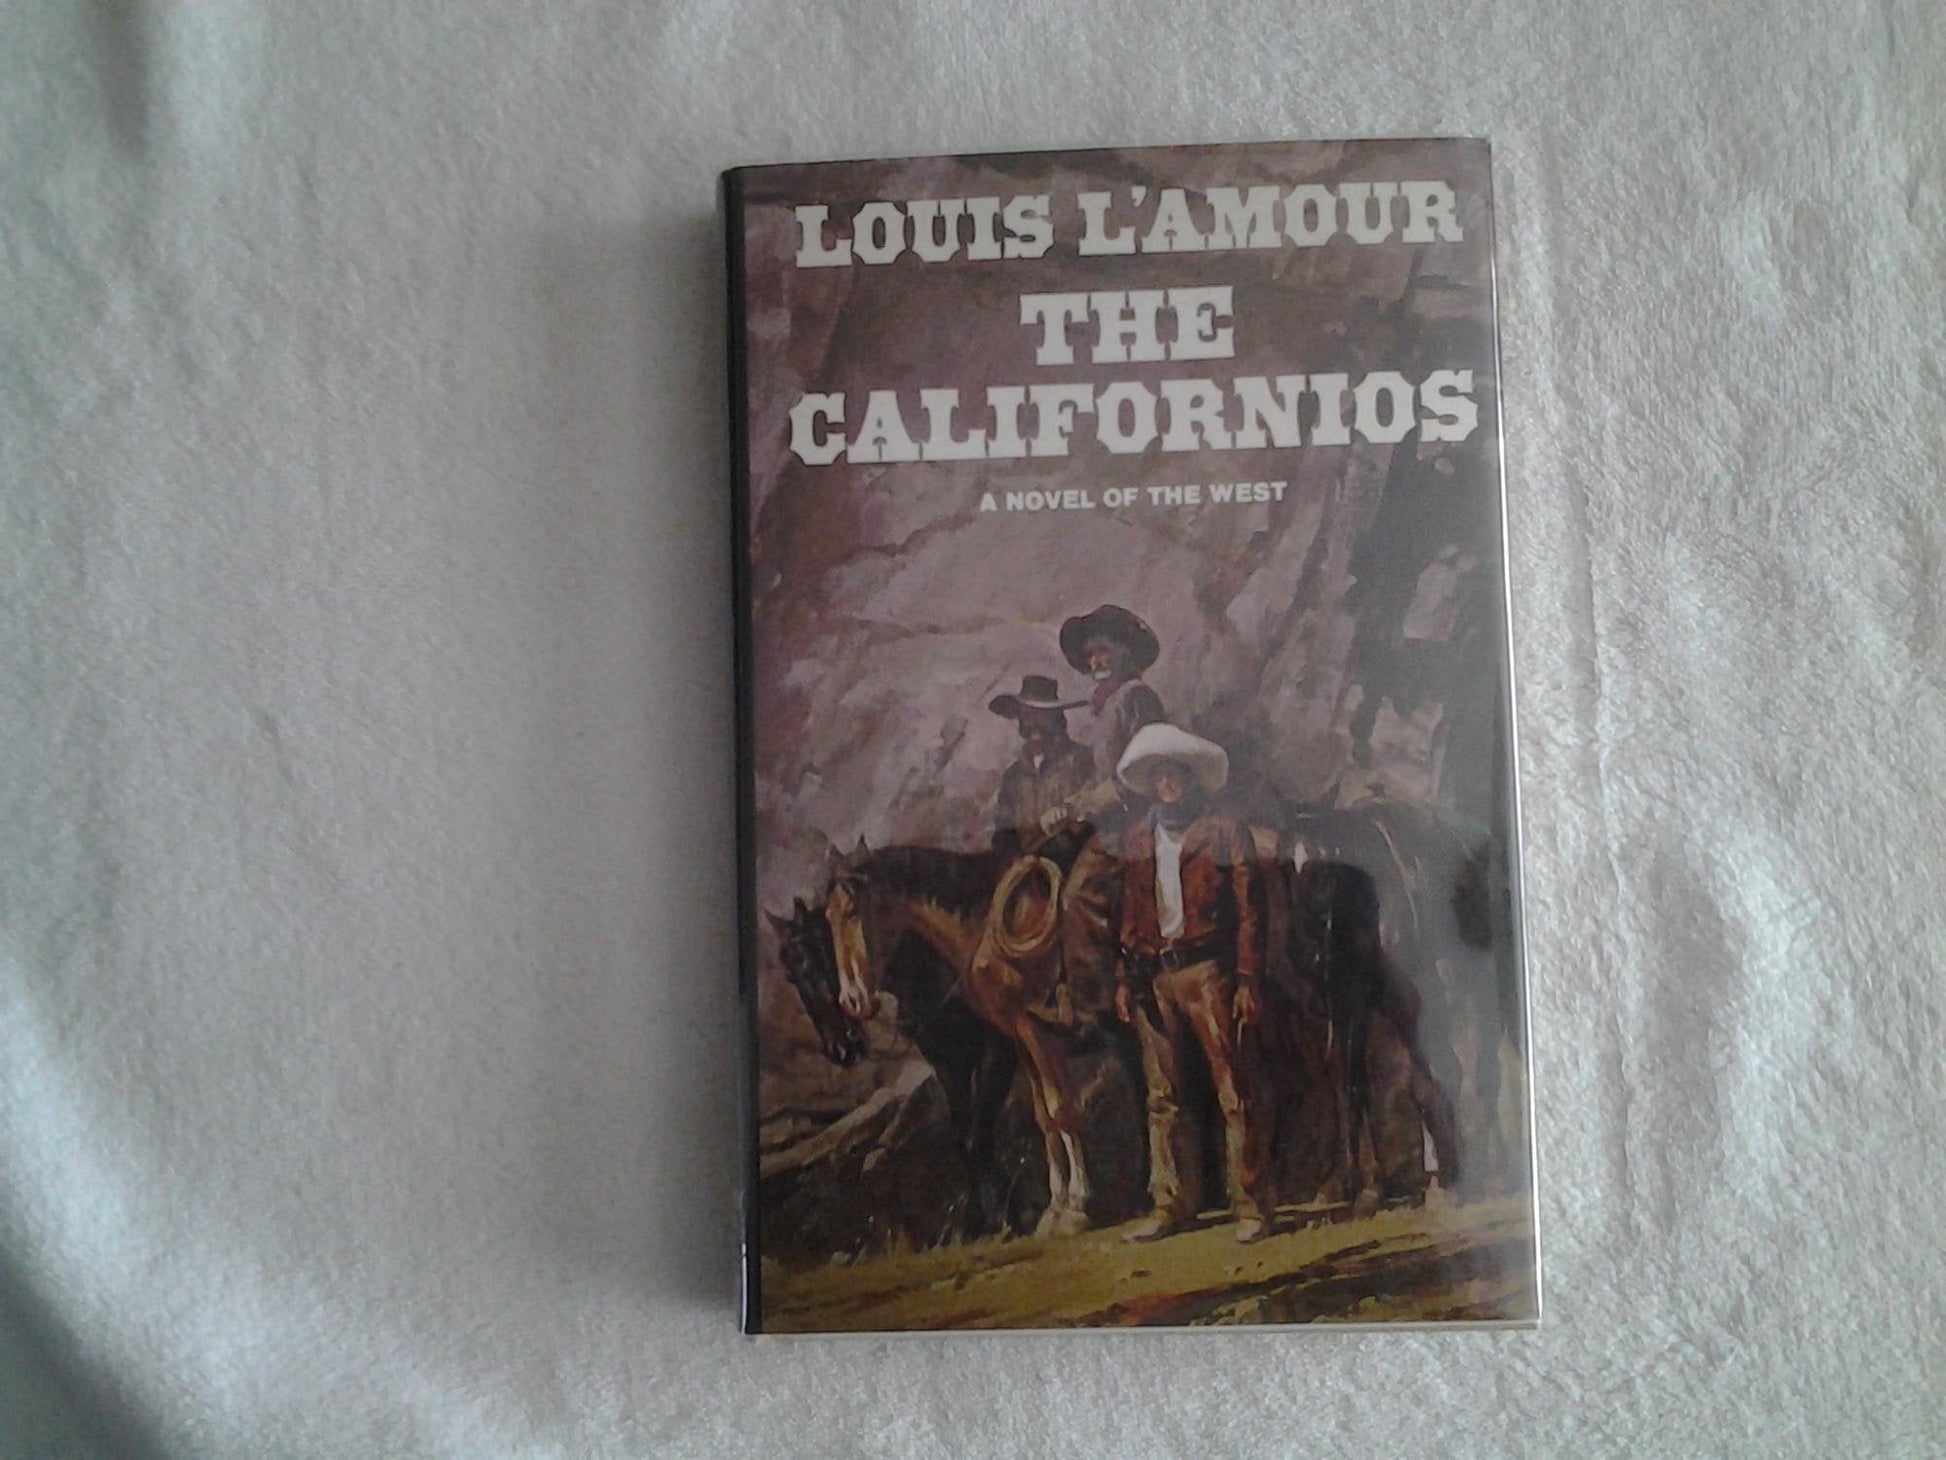 LOUIS L'AMOUR
THE
CALIFORNIOS
A NOVEL OF THE WEST